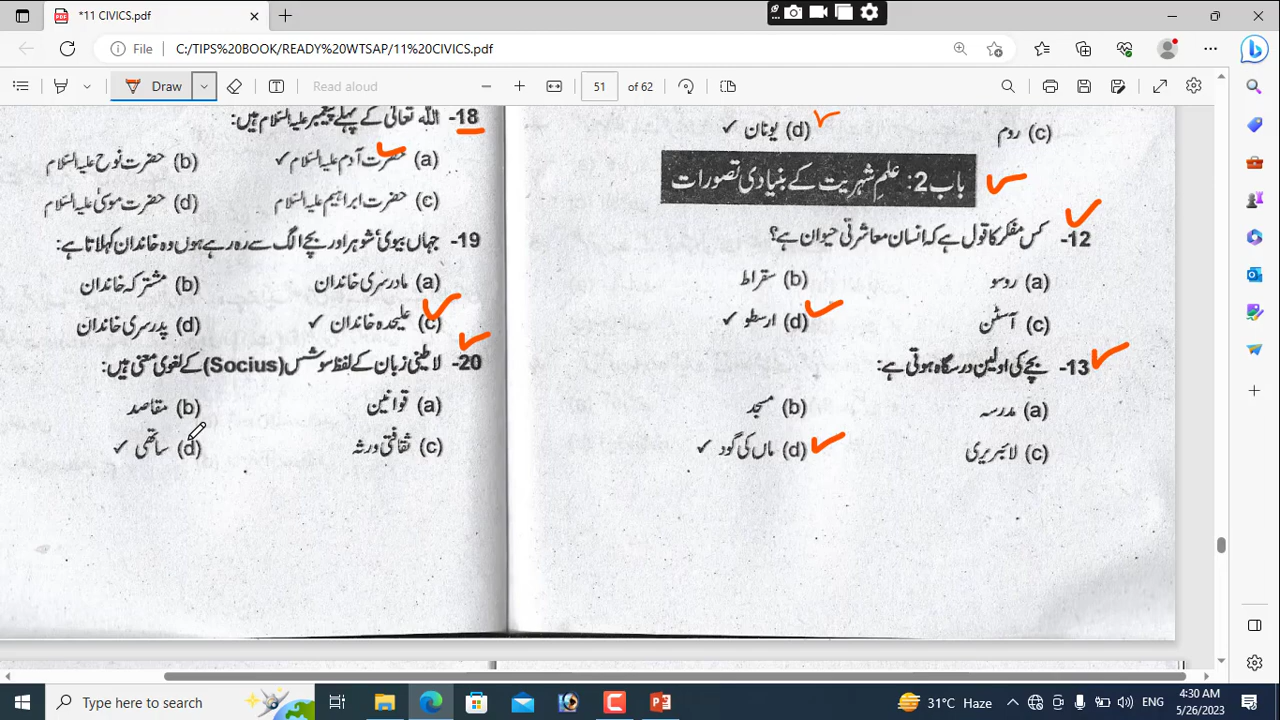 *11 CIVICS.pdf
File C:/TIPS%20BOOK/READY%20WTSAP/11%20CIVICS.pdf
Draw Read aloud 51 of 62
(c) روم (d) یونان ✓
باب 2: علم شہریت کے بنیادی تصورات
12- کس مفکر کا قول ہے کہ انسان معاشرتی حیوان ہے؟
(a) روسو (b) سقراط
(c) آسٹن (d) ارسطو ✓
13- بچے کی اولین درسگاہ ہوتی ہے:
(a) مدرسہ (b) مسجد
(c) لائبریری (d) ماں کی گود ✓
18- اللہ تعالیٰ کے پہلے پیغمبر علیہ السلام ہیں:
(a) حضرت آدم علیہ السلام ✓ (b) حضرت نوح علیہ السلام
(c) حضرت ابراہیم علیہ السلام (d) حضرت موسیٰ علیہ السلام
19- جہاں بیوی شوہر اور بچے الگ سے رہ رہے ہوں وہ خاندان کہلاتا ہے:
(a) مادرسری خاندان (b) مشترکہ خاندان
(c) علیحدہ خاندان ✓ (d) پدرسری خاندان
20- لاطینی زبان کے لفظ سوشس (Socius) کے لغوی معنی ہیں:
(a) قوانین (b) مقاصد
(c) ثقافتی ورثہ (d) ساتھی ✓
Type here to search
31°C Haze
ENG
4:30 AM
5/26/2023